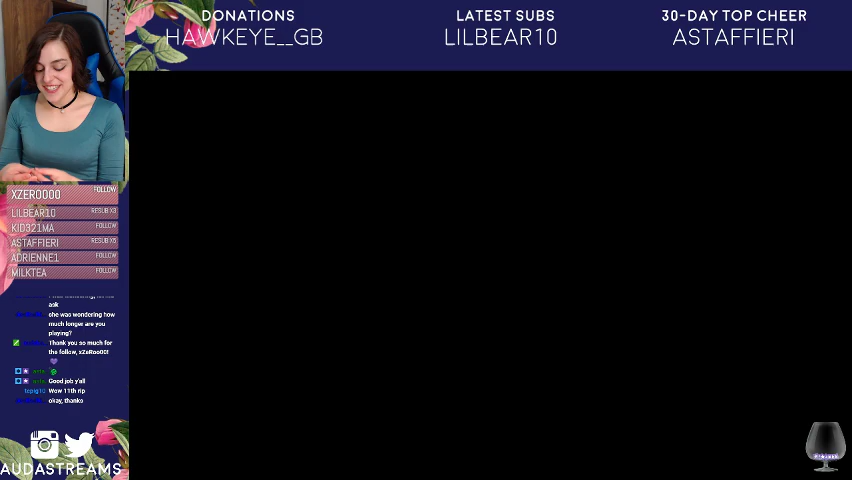 DONATIONS
HAWKEYE__GB
LATEST SUBS
LILBEAR10
30-DAY TOP CHEER
ASTAFFIERI
XZEROOOO FOLLOW
LILBEAR10 RESUB X3
KID321MA FOLLOW
ASTAFFIERI RESUB X5
ADRIENNE1 FOLLOW
MILKTEA FOLLOW
ask
she was wondering how
much longer are you
playing?
Thank you so much for
the follow, xZeRoo00!
Good job y'all
Wow 11th rip
okay, thanks
AUDASTREAMS